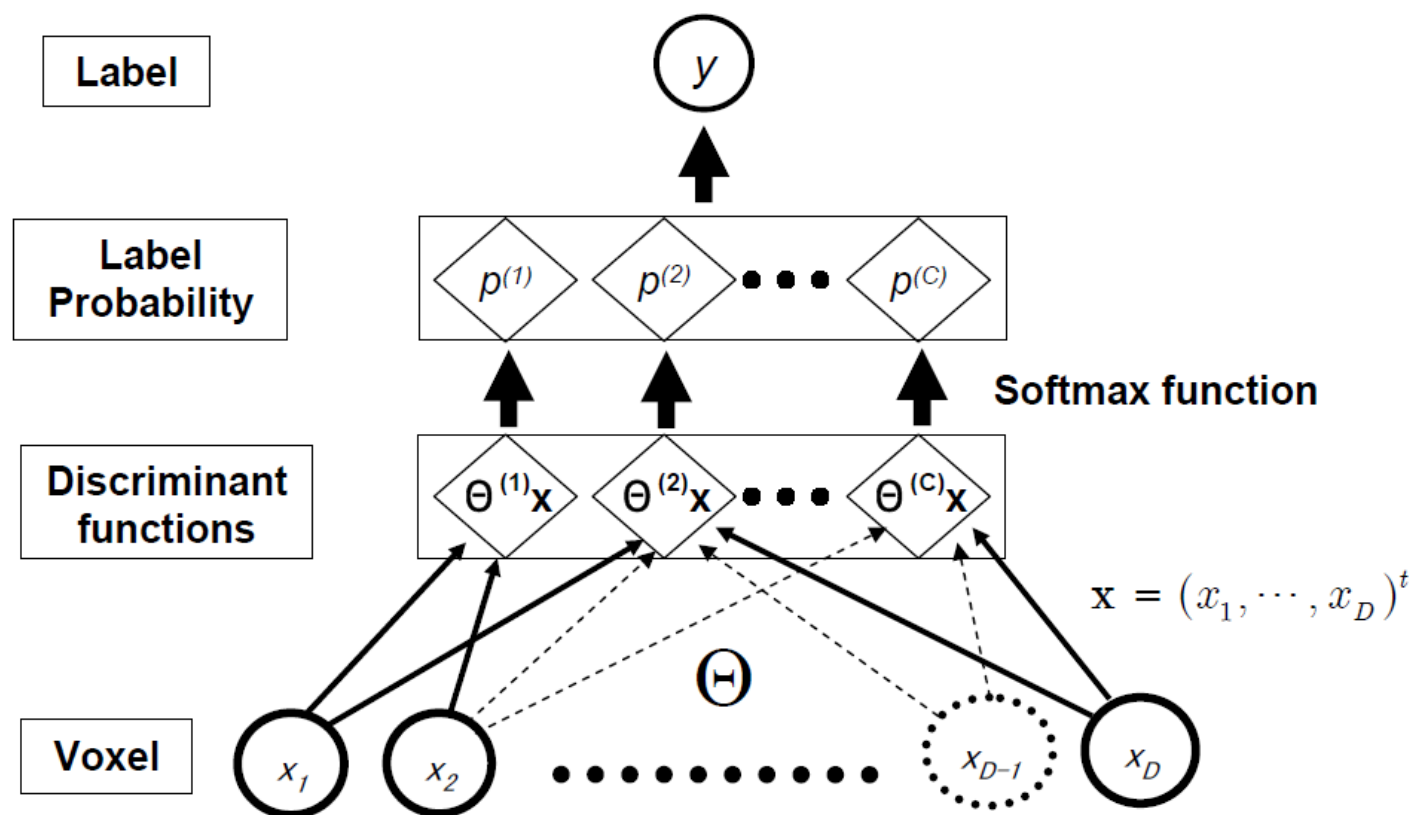 Label
y
Label
Probability
p(1)
p(2)
p(C)
Softmax function
Discriminant
functions
Θ(1)x
Θ(2)x
Θ(C)x
x = (x1, ⋯, xD)t
Θ
Voxel
x1
x2
xD−1
xD